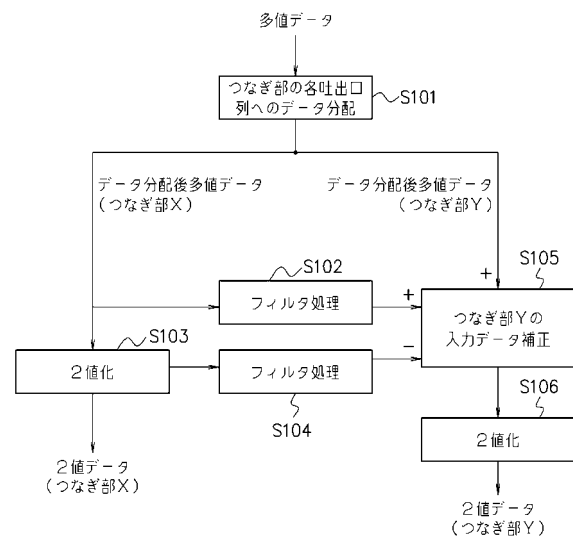 多値データ
つなぎ部の各吐出口
列へのデータ分配
S101
データ分配後多値データ
(つなぎ部X)
データ分配後多値データ
(つなぎ部Y)
S102
フィルタ処理
S105
+
+
−
つなぎ部Yの
入力データ補正
S103
2値化
フィルタ処理
S104
S106
2値化
2値データ
(つなぎ部X)
2値データ
(つなぎ部Y)